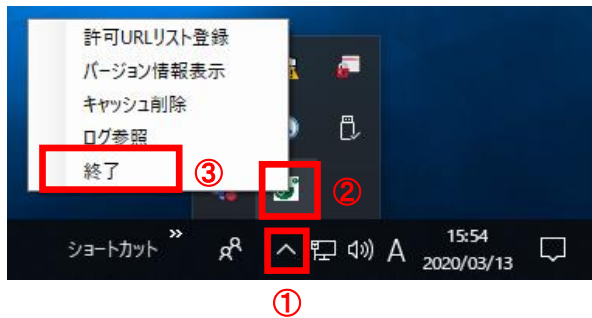 許可URLリスト登録
バージョン情報表示
キャッシュ削除
ログ参照
終了
③
②
ショートカット
»
A
15:54
2020/03/13
①